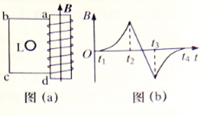 b a B
L
c d
B
O t₁ t₂ t₃ t₄ t
图 (a) 图 (b)